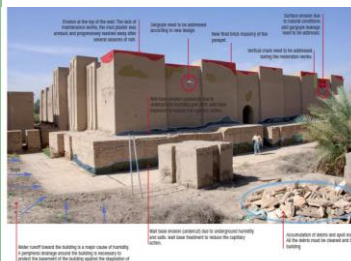 Erosion at the top of the wall. The lack of
maintenance works, the mud plaster was
eroded and progressively washed away after
several seasons of rain.
Gargoyle need to be addressed
according to new design.
New fired brick masonry of the
parapet.
Surface erosion due
to natural conditions
and gargoyle leakage
need to be addressed.
Vertical crack need to be addressed
during the restoration works.
Wall base erosion (undercut) due to
Wall base erosion (undercut) due to underground humidity
and salts. wall base treatment to reduce the capillary
action.
Water runoff toward the building is a major cause of humidity.
A peripheral drainage around the building is necessary to
protect the basement of the building against the stagnation of
Accumulation of debris and spoil
All the debris must be cleaned and
building